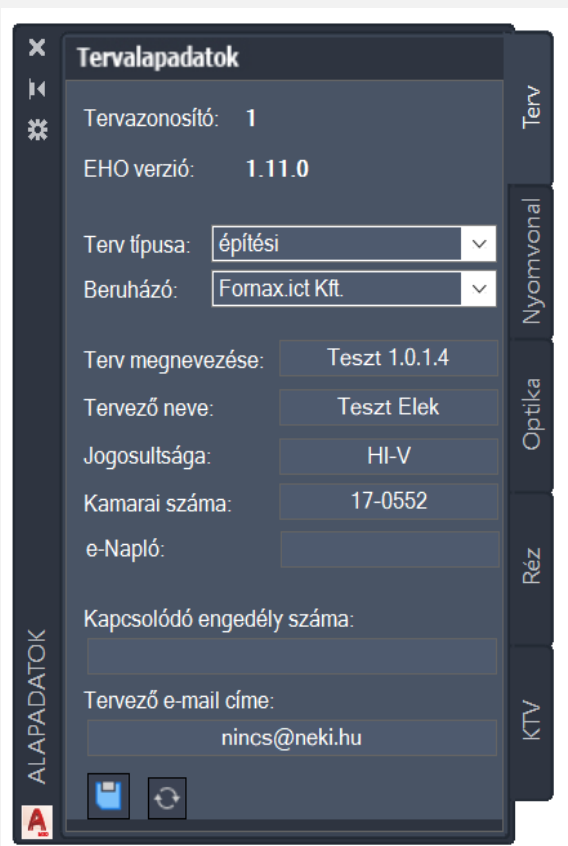 Tervalapadatok
Tervazonosító: 1
EHO verzió: 1.11.0
Terv típusa: építési
Beruházó: Fornax.ict Kft.
Terv megnevezése: Teszt 1.0.1.4
Tervező neve: Teszt Elek
Jogosultsága: HI-V
Kamarai száma: 17-0552
e-Napló:
Kapcsolódó engedély száma:
Tervező e-mail címe:
nincs@neki.hu
Terv
Nyomvonal
Optika
Réz
KTV
ALAPADATOK
A